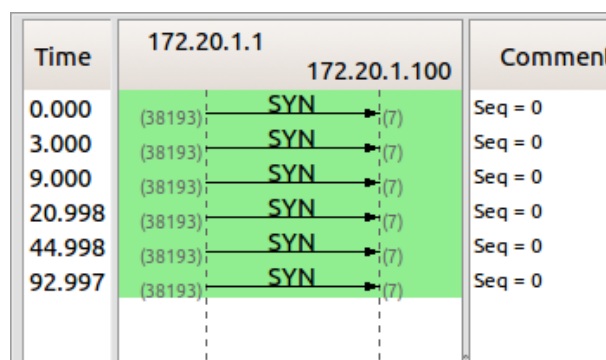 Time 172.20.1.1 172.20.1.100 Commen
0.000 (38193) SYN (7) Seq = 0
3.000 (38193) SYN (7) Seq = 0
9.000 (38193) SYN (7) Seq = 0
20.998 (38193) SYN (7) Seq = 0
44.998 (38193) SYN (7) Seq = 0
92.997 (38193) SYN (7) Seq = 0